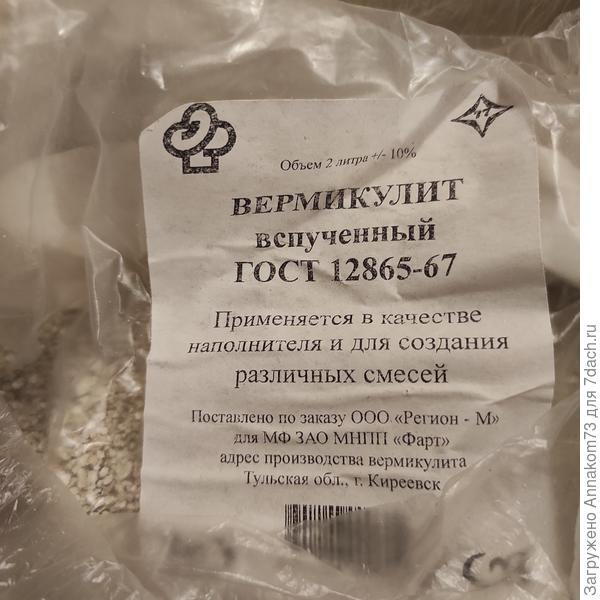 Объем 2 литра +/- 10%
ВЕРМИКУЛИТ
вспученный
ГОСТ 12865-67
Применяется в качестве
наполнителя и для создания
различных смесей
Поставлено по заказу ООО «Регион - М»
для МФ ЗАО МНПП «Фарт»
адрес производства вермикулита
Тульская обл., г. Киреевск
Загружено Annakom73 для 7dach.ru